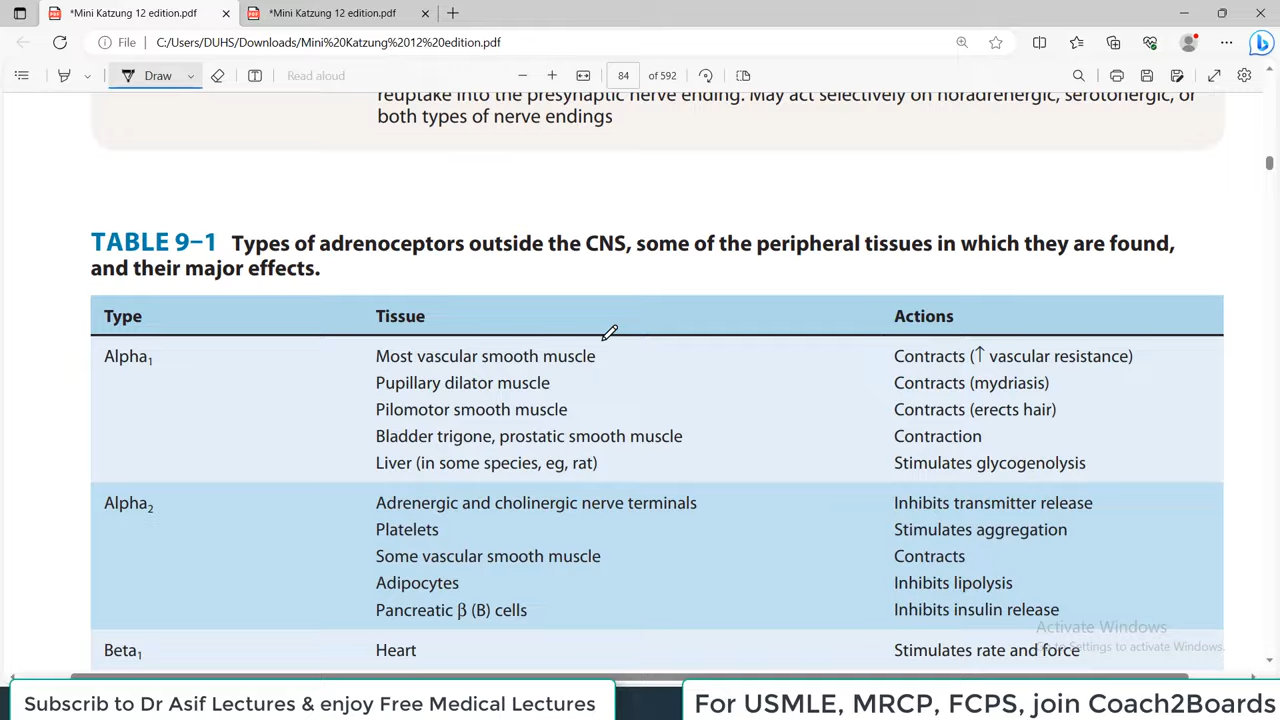 *Mini Katzung 12 edition.pdf
*Mini Katzung 12 edition.pdf
File C:/Users/DUHS/Downloads/Mini%20Katzung%2012%20edition.pdf
Draw Read aloud 84 of 592
reuptake into the presynaptic nerve ending. May act selectively on noradrenergic, serotonergic, or
both types of nerve endings
TABLE 9–1 Types of adrenoceptors outside the CNS, some of the peripheral tissues in which they are found,
and their major effects.
Type Tissue Actions
Alpha1 Most vascular smooth muscle Contracts (↑ vascular resistance)
Pupillary dilator muscle Contracts (mydriasis)
Pilomotor smooth muscle Contracts (erects hair)
Bladder trigone, prostatic smooth muscle Contraction
Liver (in some species, eg, rat) Stimulates glycogenolysis
Alpha2 Adrenergic and cholinergic nerve terminals Inhibits transmitter release
Platelets Stimulates aggregation
Some vascular smooth muscle Contracts
Adipocytes Inhibits lipolysis
Pancreatic β (B) cells Inhibits insulin release
Activate Windows
Go to Settings to activate Windows.
Beta1 Heart Stimulates rate and force
Subscrib to Dr Asif Lectures & enjoy Free Medical Lectures
For USMLE, MRCP, FCPS, join Coach2Boards